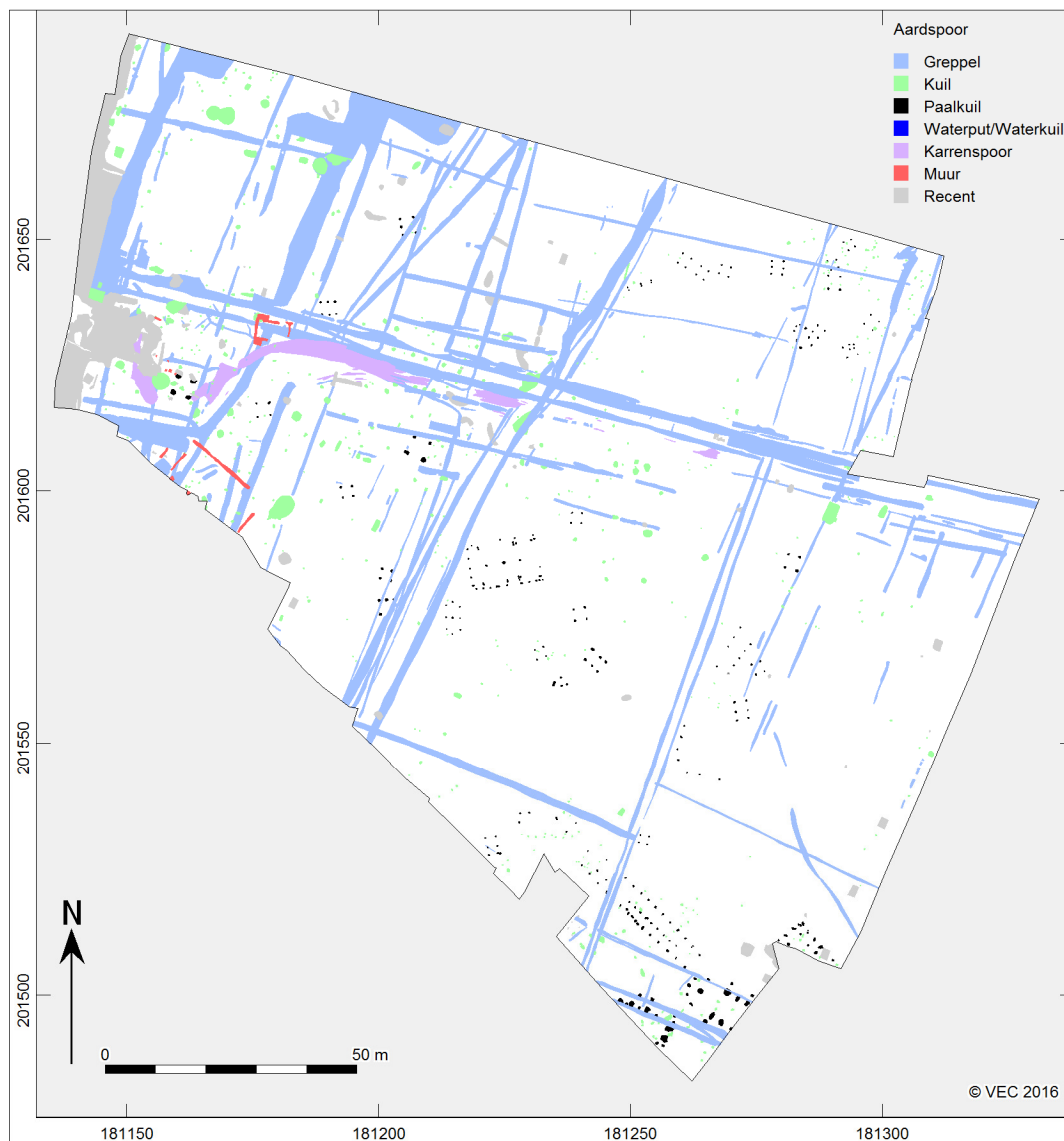 Aardspoor
Greppel
Kuil
Paalkuil
Waterput/Waterkuil
Karrenspoor
Muur
Recent
201650
201600
201550
201500
N
0 50 m
© VEC 2016
181150 181200 181250 181300